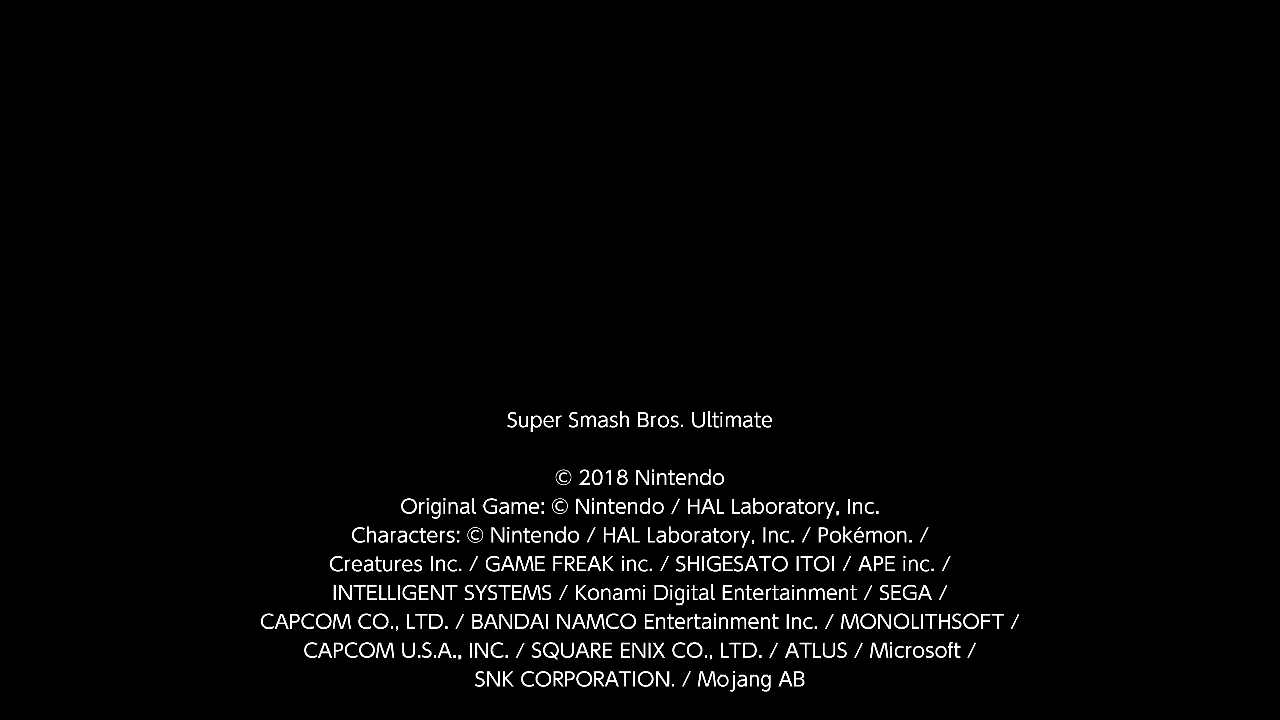 Super Smash Bros. Ultimate
© 2018 Nintendo
Original Game: © Nintendo / HAL Laboratory, Inc.
Characters: © Nintendo / HAL Laboratory, Inc. / Pokémon. /
Creatures Inc. / GAME FREAK inc. / SHIGESATO ITOI / APE inc. /
INTELLIGENT SYSTEMS / Konami Digital Entertainment / SEGA /
CAPCOM CO., LTD. / BANDAI NAMCO Entertainment Inc. / MONOLITHSOFT /
CAPCOM U.S.A., INC. / SQUARE ENIX CO., LTD. / ATLUS / Microsoft /
SNK CORPORATION. / Mojang AB